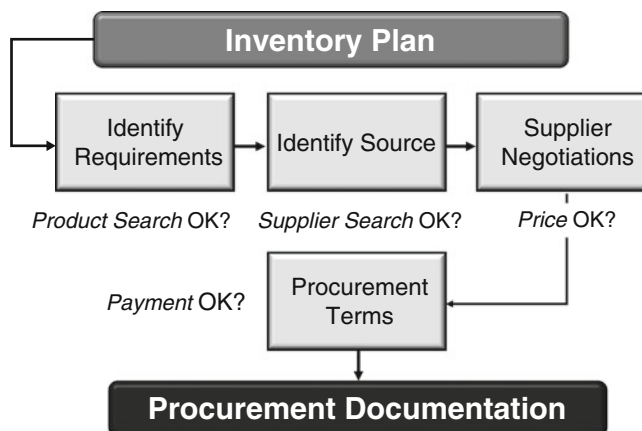 Inventory Plan
Identify
Requirements
Identify Source
Supplier
Negotiations
Product Search OK?
Supplier Search OK?
Price OK?
Payment OK?
Procurement
Terms
Procurement Documentation